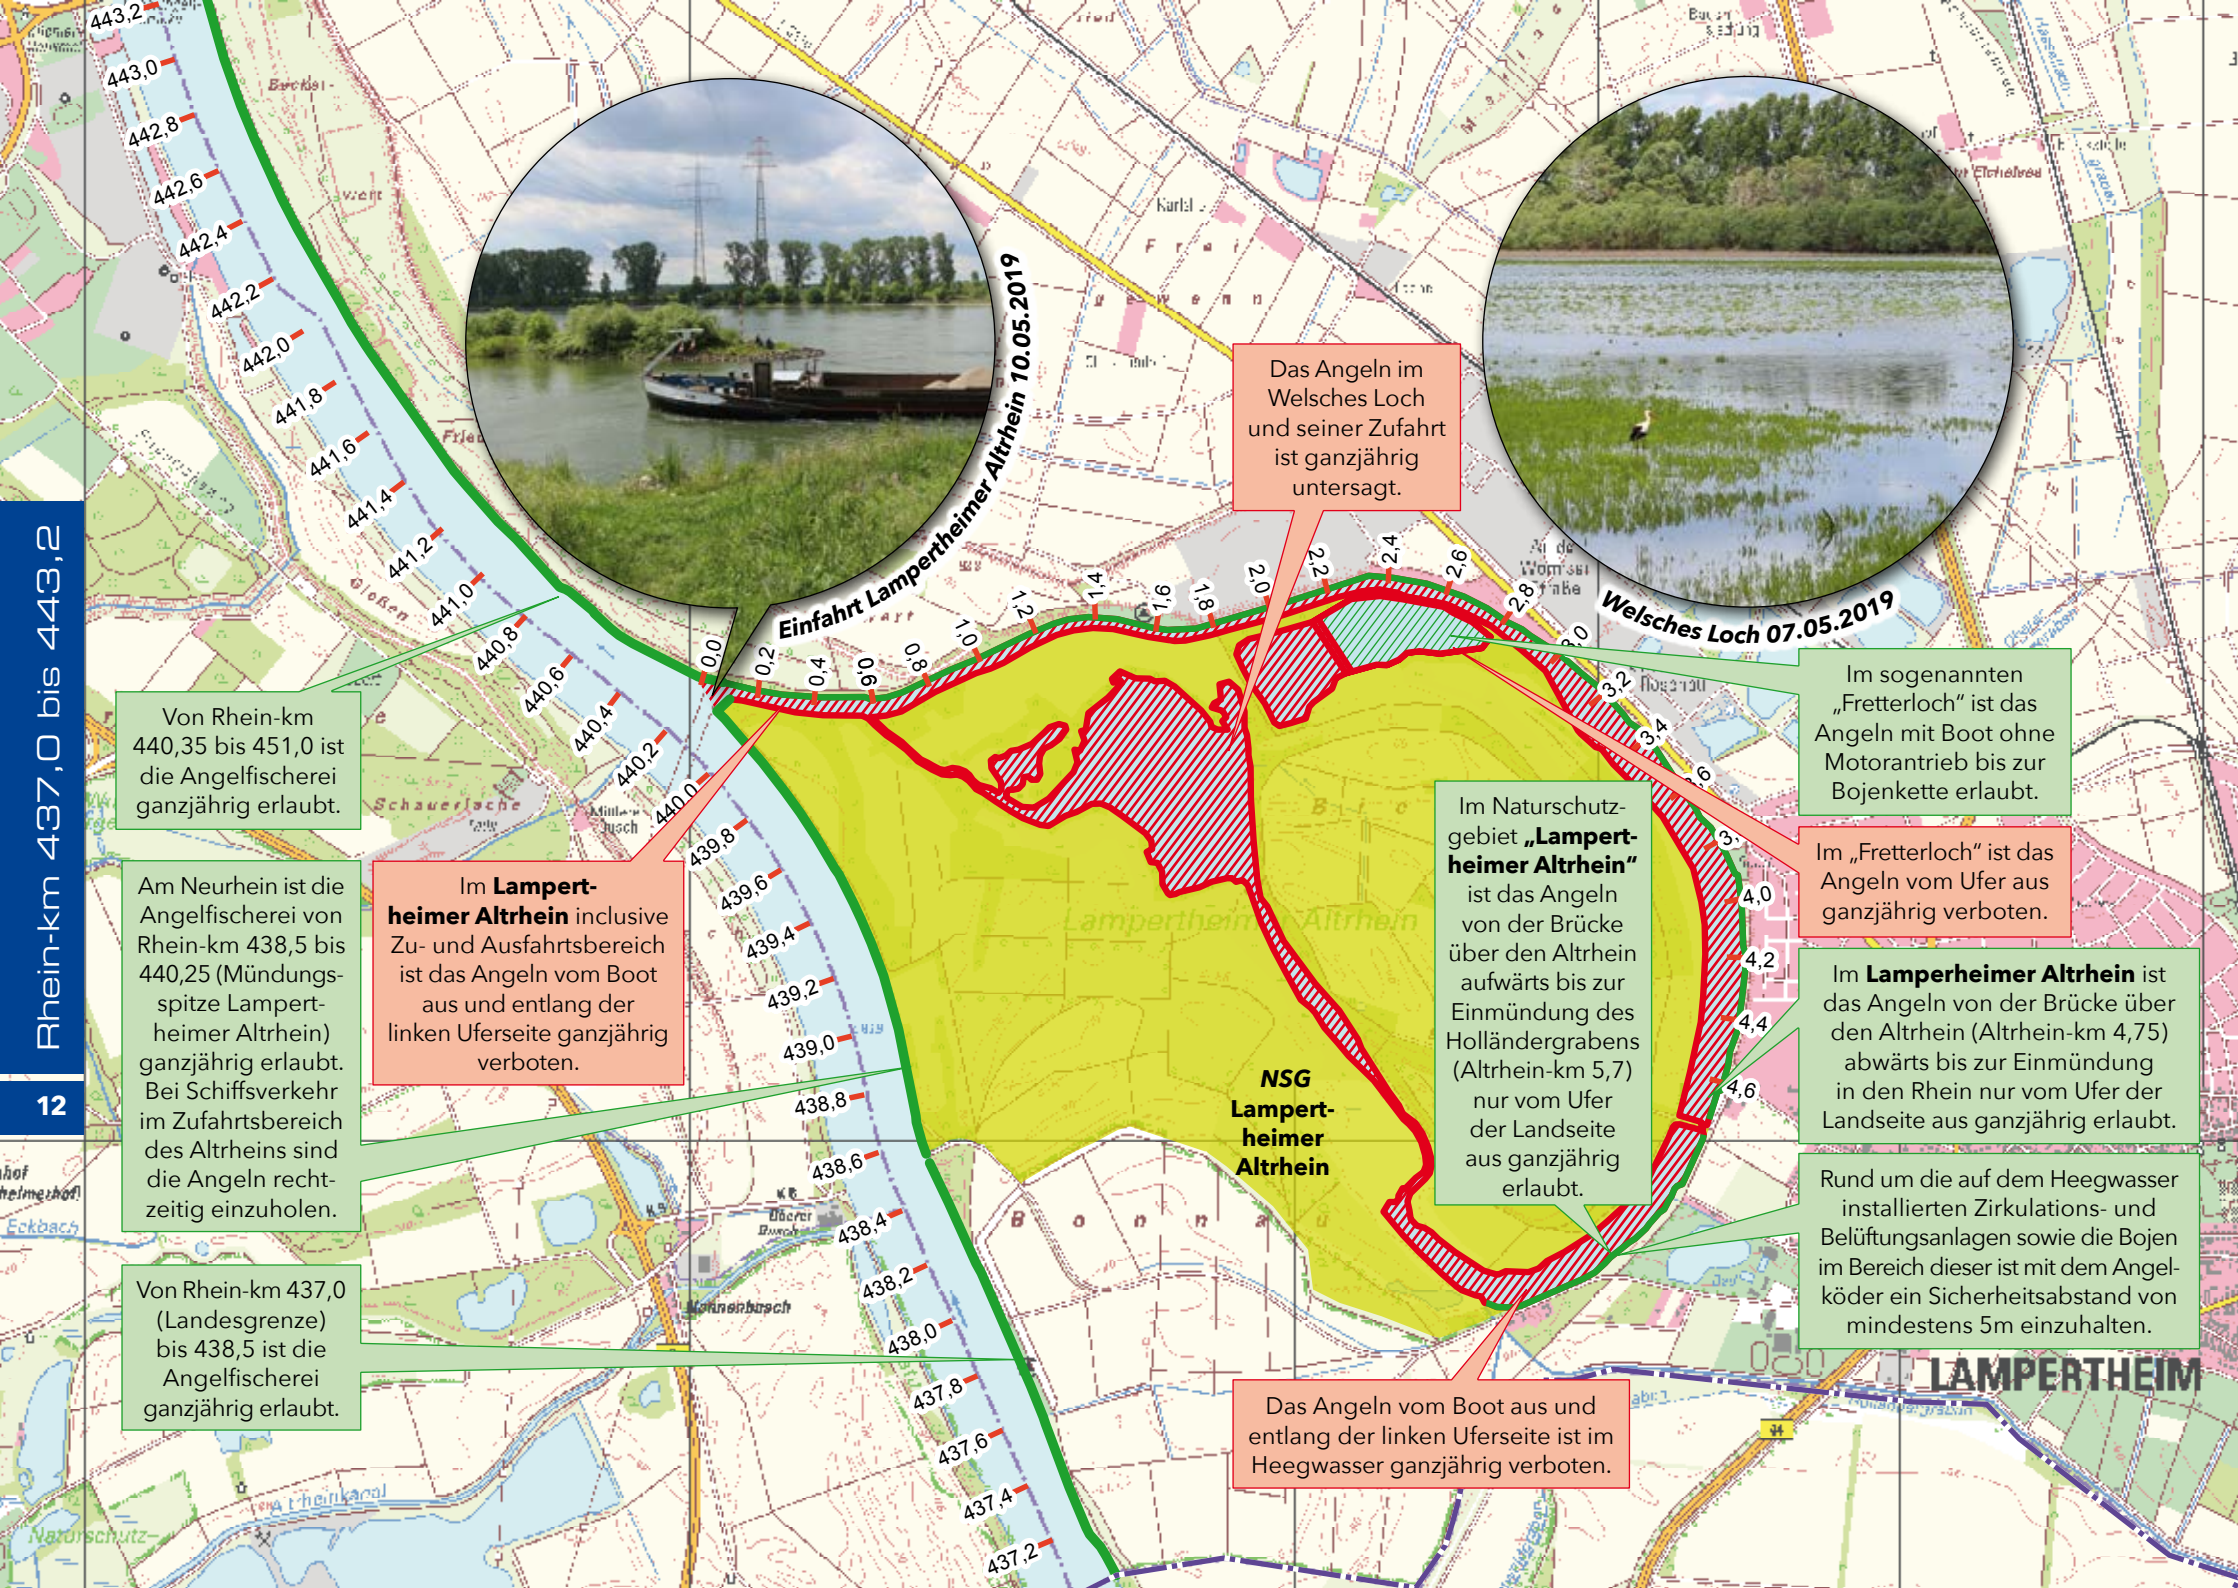 Rhein-km 437,0 bis 443,2
12
443,2
443,0
442,8
442,6
442,4
442,2
442,0
441,8
441,6
441,4
441,2
441,0
440,8
440,6
440,4
440,2
440,0
439,8
439,6
439,4
439,2
439,0
438,8
438,6
438,4
438,2
438,0
437,8
437,6
437,4
437,2
0,0
0,2
0,4
0,6
0,8
1,0
1,2
1,4
1,6
1,8
2,0
2,2
2,4
2,6
2,8
3,0
3,2
3,4
4,0
4,2
4,4
4,6
Einfahrt Lampertheimer Altrhein 10.05.2019
Welsches Loch 07.05.2019
Das Angeln im
Welsches Loch
und seiner Zufahrt
ist ganzjährig
untersagt.
Von Rhein-km
440,35 bis 451,0 ist
die Angelfischerei
ganzjährig erlaubt.
Am Neurhein ist die
Angelfischerei von
Rhein-km 438,5 bis
440,25 (Mündungs-
spitze Lampert-
heimer Altrhein)
ganzjährig erlaubt.
Bei Schiffsverkehr
im Zufahrtsbereich
des Altrheins sind
die Angeln recht-
zeitig einzuholen.
Von Rhein-km 437,0
(Landesgrenze)
bis 438,5 ist die
Angelfischerei
ganzjährig erlaubt.
Im Lampert-
heimer Altrhein inclusive
Zu- und Ausfahrtsbereich
ist das Angeln vom Boot
aus und entlang der
linken Uferseite ganzjährig
verboten.
Im Naturschutz-
gebiet „Lampert-
heimer Altrhein“
ist das Angeln
von der Brücke
über den Altrhein
aufwärts bis zur
Einmündung des
Holländergrabens
(Altrhein-km 5,7)
nur vom Ufer
der Landseite
aus ganzjährig
erlaubt.
Im sogenannten
„Fretterloch“ ist das
Angeln mit Boot ohne
Motorantrieb bis zur
Bojenkette erlaubt.
Im „Fretterloch“ ist das
Angeln vom Ufer aus
ganzjährig verboten.
Im Lamperheimer Altrhein ist
das Angeln von der Brücke über
den Altrhein (Altrhein-km 4,75)
abwärts bis zur Einmündung
in den Rhein nur vom Ufer der
Landseite aus ganzjährig erlaubt.
Rund um die auf dem Heegwasser
installierten Zirkulations- und
Belüftungsanlagen sowie die Bojen
im Bereich dieser ist mit dem Angel-
köder ein Sicherheitsabstand von
mindestens 5m einzuhalten.
Das Angeln vom Boot aus und
entlang der linken Uferseite ist im
Heegwasser ganzjährig verboten.
NSG
Lampert-
heimer
Altrhein
Lampertheimer Altrhein
LAMPERTHEIM
Bonnau
Schauerlache
Oberer
Busch
Nonnenbusch
Eckbach
Altrheinkanal
Naturschutz-